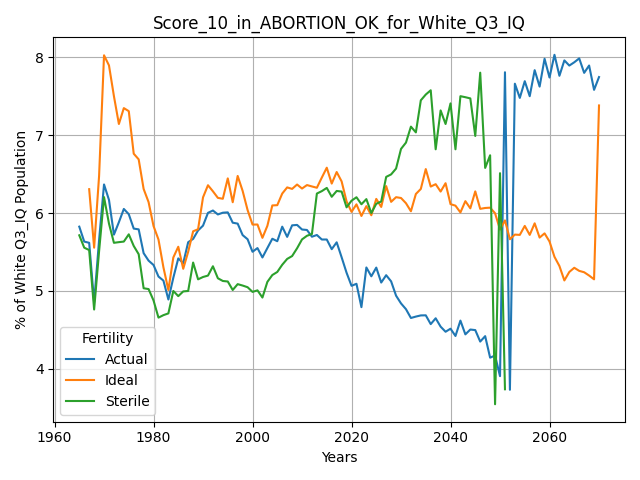 Score_10_in_ABORTION_OK_for_White_Q3_IQ
% of White Q3_IQ Population
8
7
6
5
4
Fertility
Actual
Ideal
Sterile
1960 1980 2000 2020 2040 2060
Years